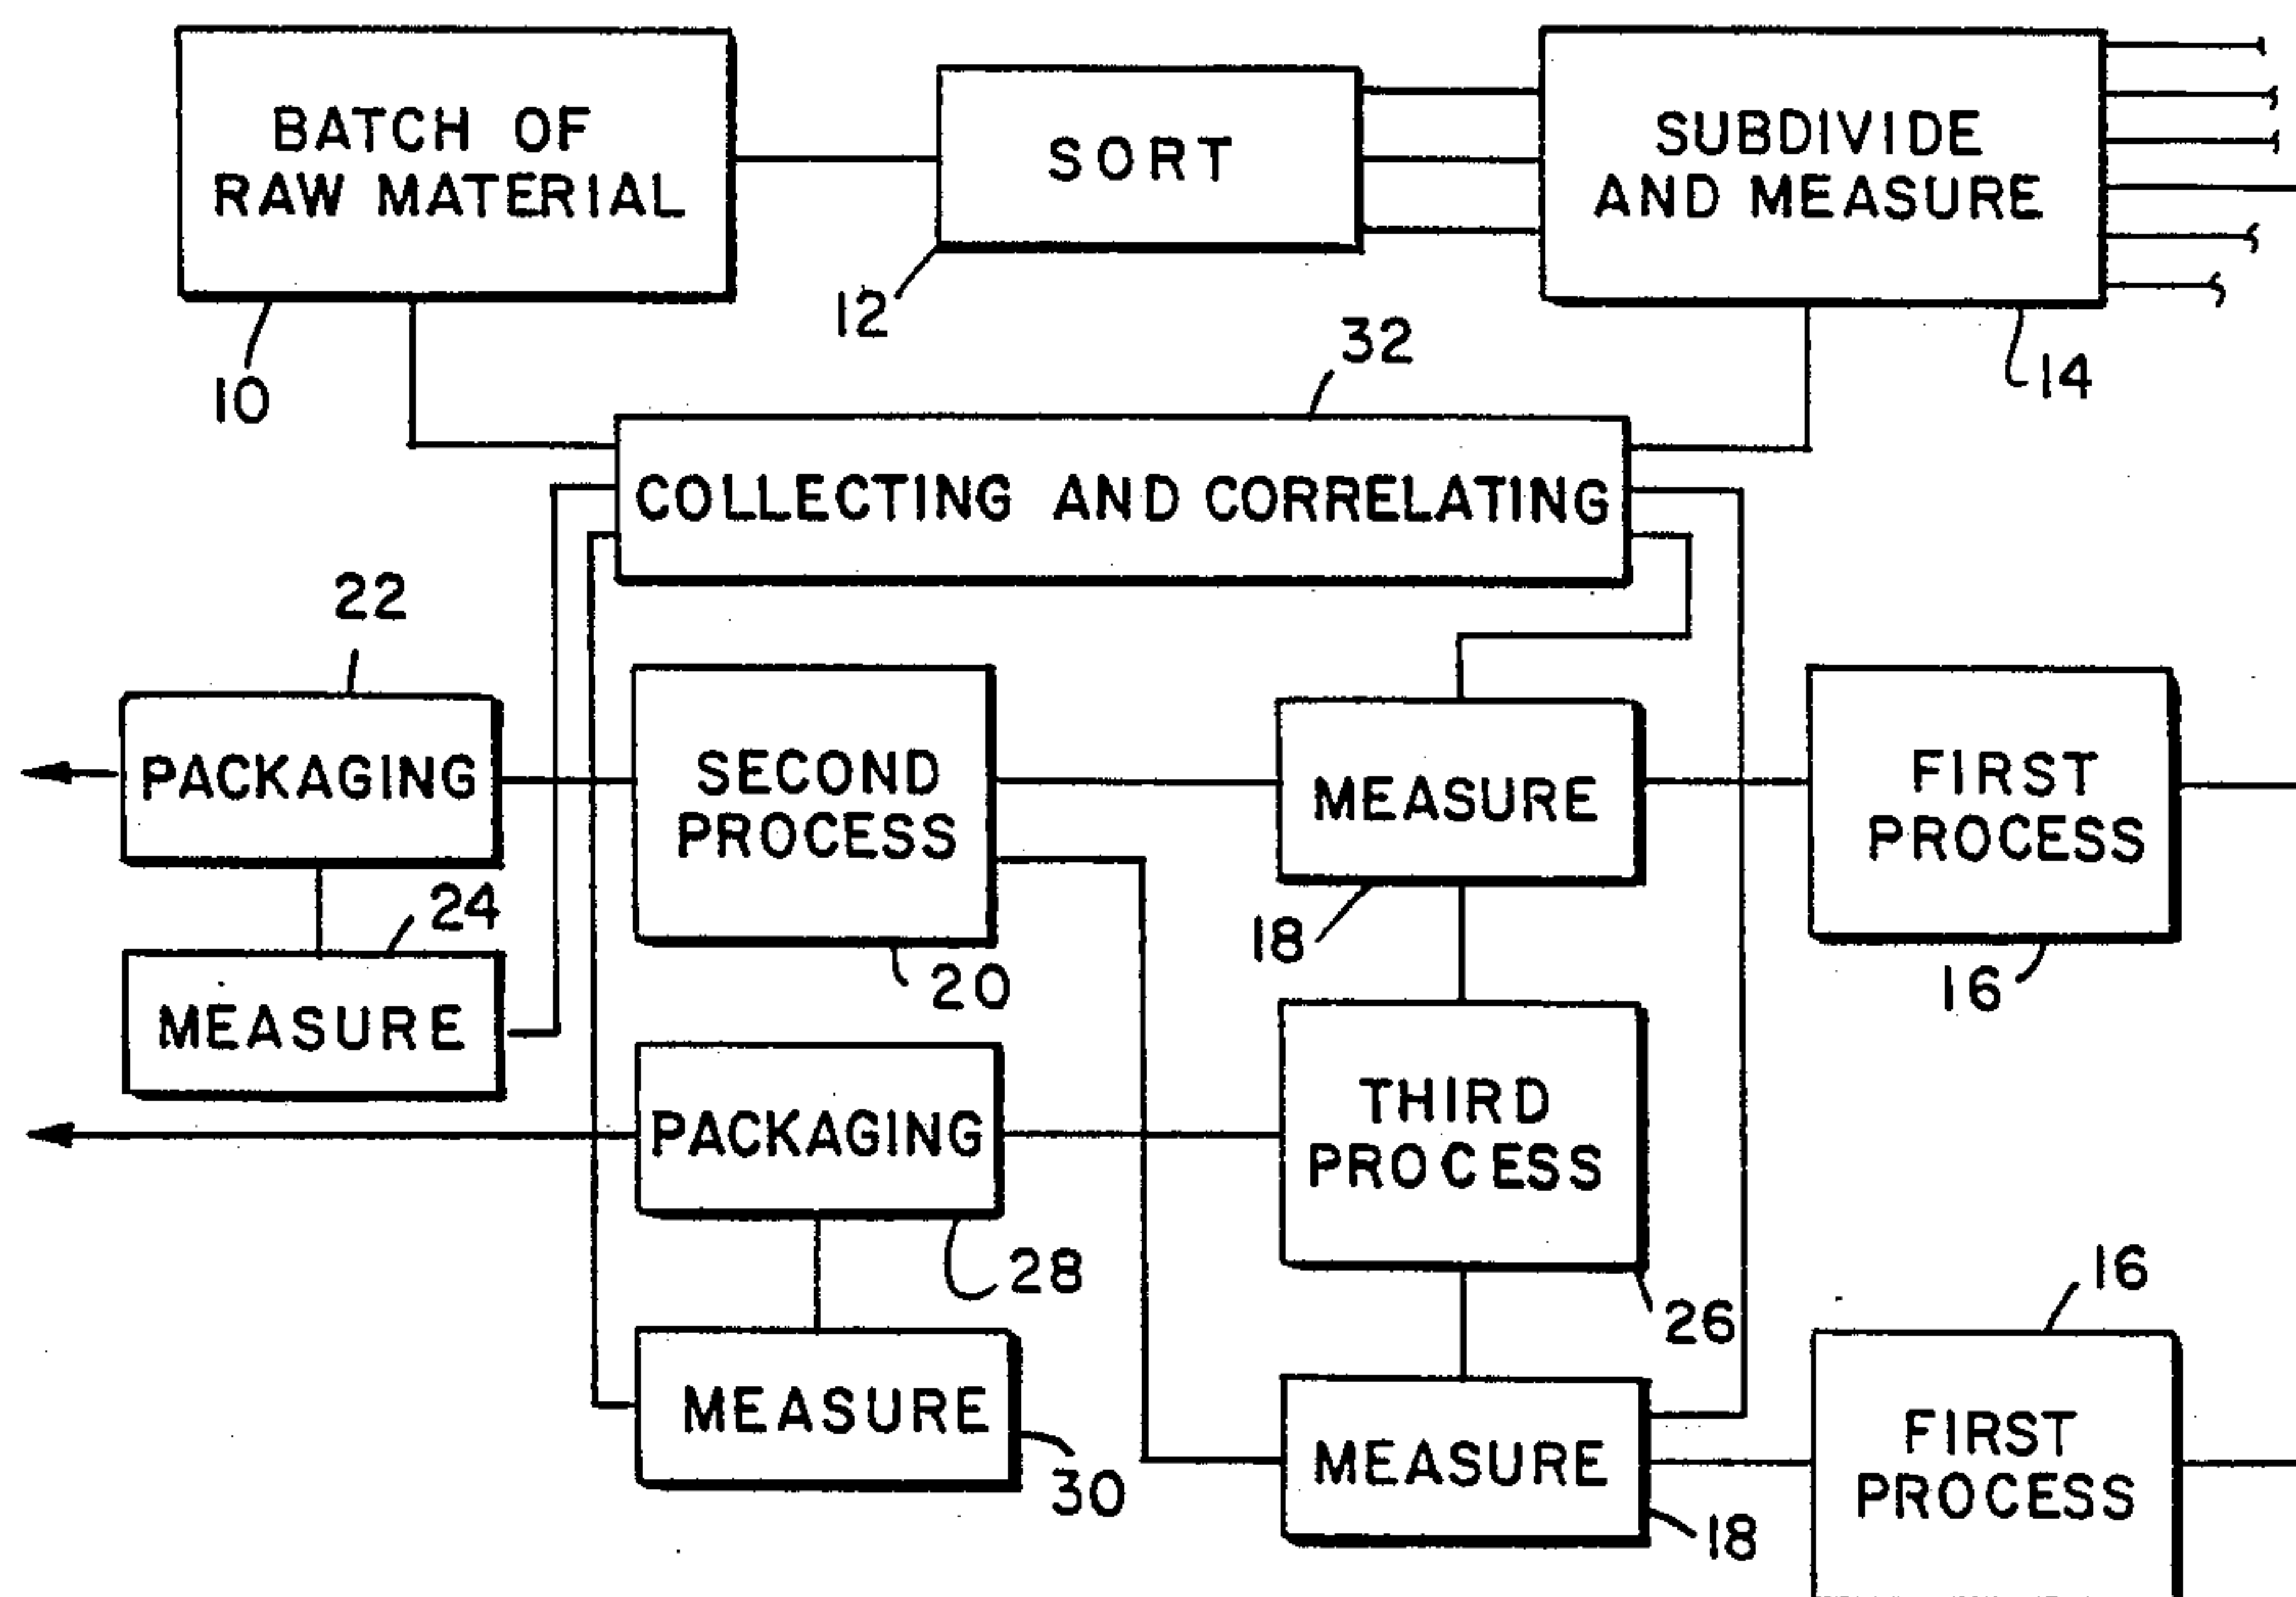 BATCH OF
RAW MATERIAL
10
SORT
12
SUBDIVIDE
AND MEASURE
14
32
COLLECTING AND CORRELATING
22
PACKAGING
24
MEASURE
SECOND
PROCESS
20
MEASURE
18
FIRST
PROCESS
16
PACKAGING
28
THIRD
PROCESS
26
MEASURE
30
MEASURE
18
16
FIRST
PROCESS